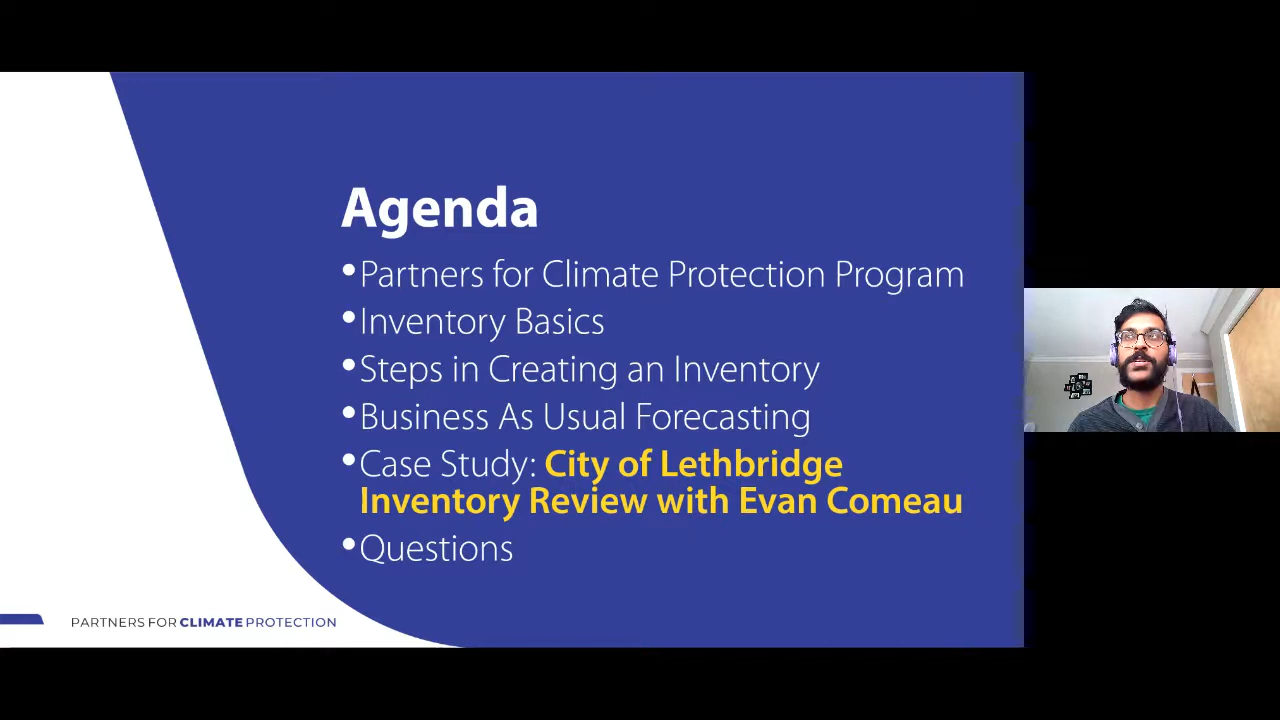 Agenda
•Partners for Climate Protection Program
•Inventory Basics
•Steps in Creating an Inventory
•Business As Usual Forecasting
•Case Study: City of Lethbridge
Inventory Review with Evan Comeau
•Questions
PARTNERS FOR CLIMATE PROTECTION